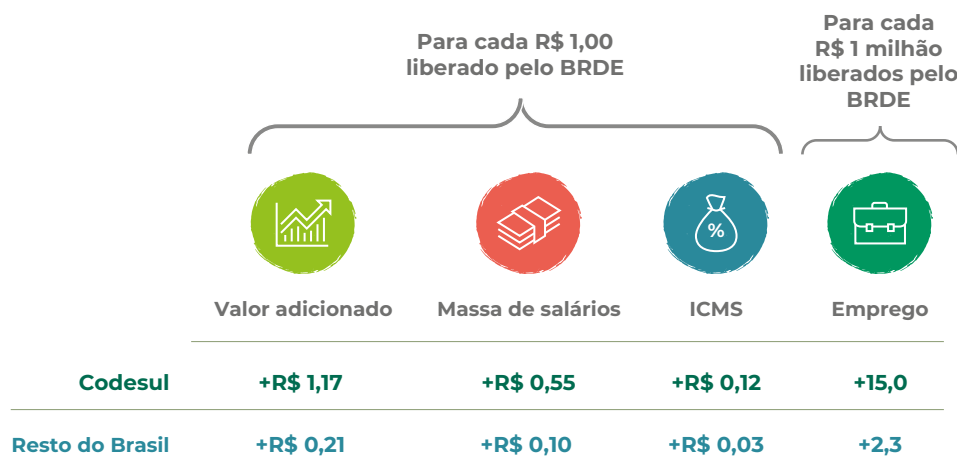 Para cada R$ 1,00
liberado pelo BRDE
Para cada
R$ 1 milhão
liberados pelo
BRDE
%
Valor adicionado
Massa de salários
ICMS
Emprego
Codesul +R$ 1,17 +R$ 0,55 +R$ 0,12 +15,0
Resto do Brasil +R$ 0,21 +R$ 0,10 +R$ 0,03 +2,3